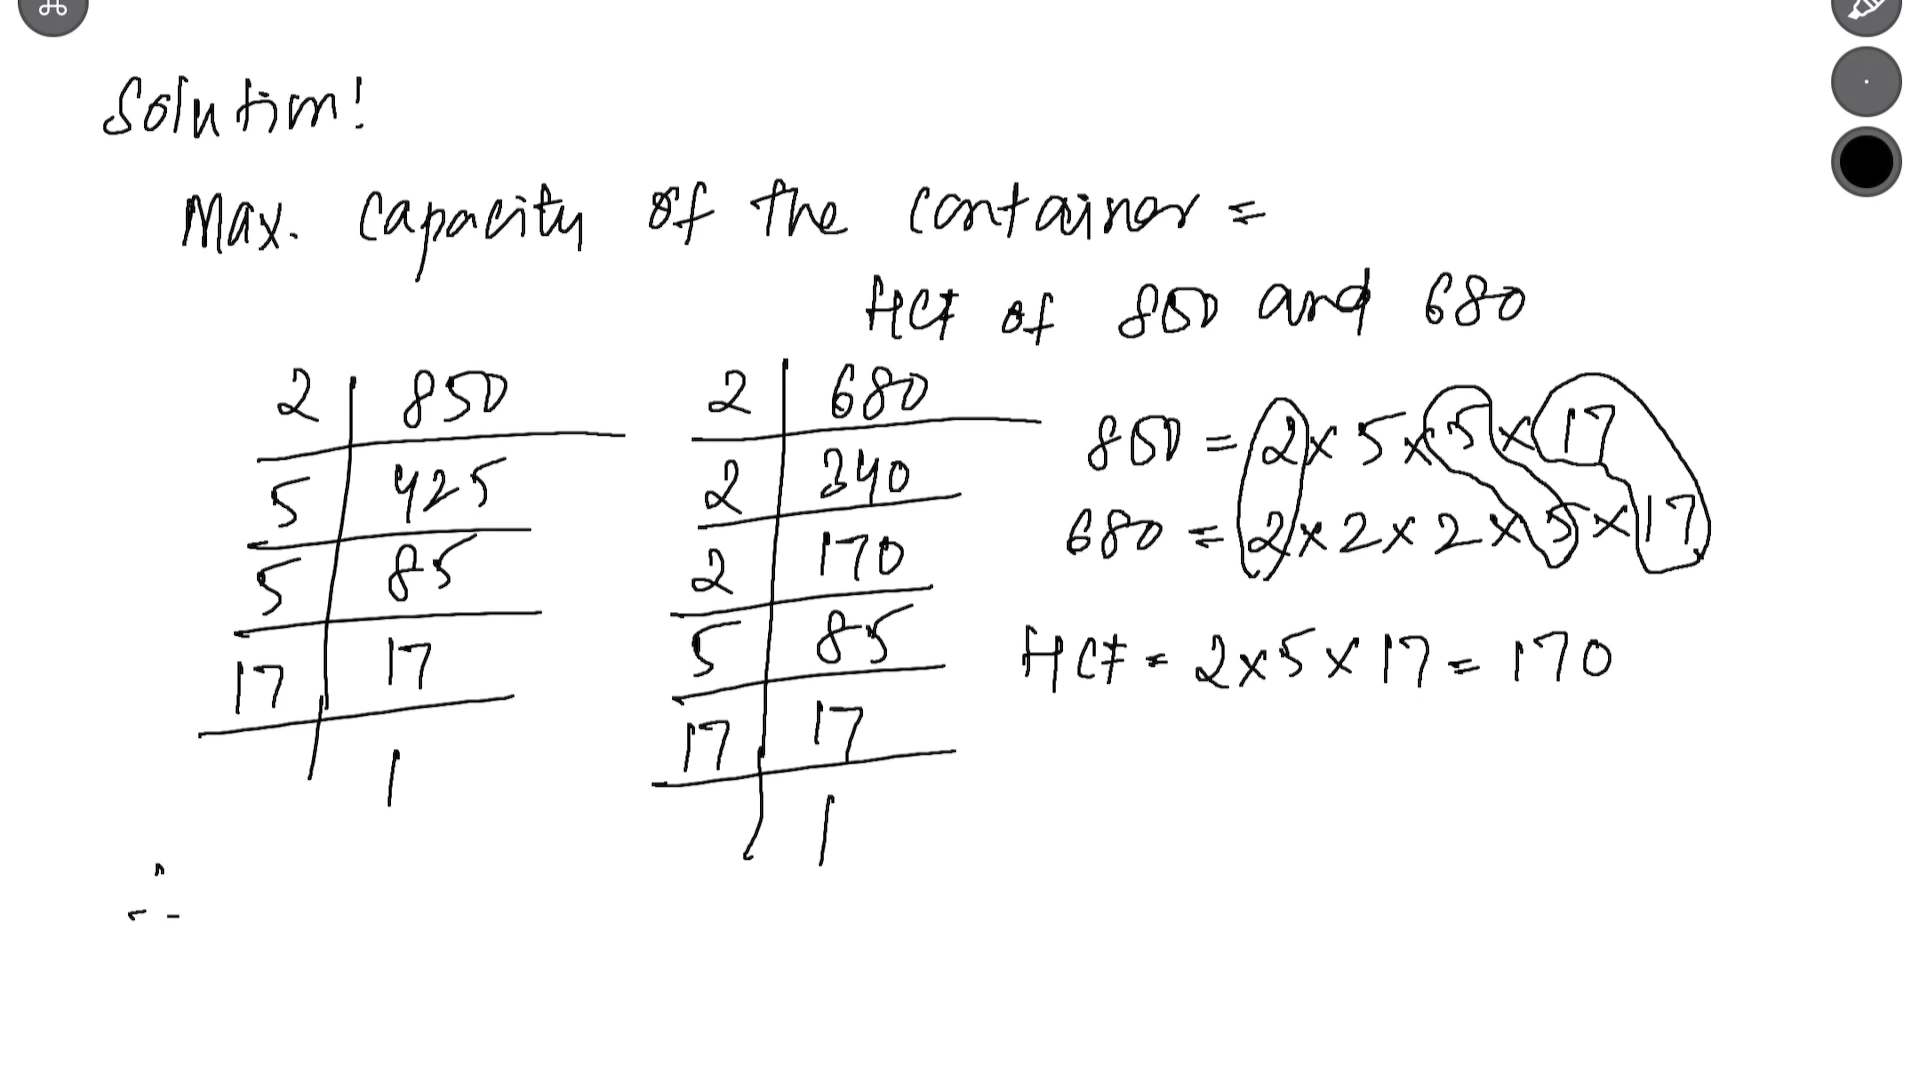 Solution!
Max. capacity of the container =
HCF of 850 and 680
2 | 850
5 | 425
5 | 85
17 | 17
1
2 | 680
2 | 340
2 | 170
5 | 85
17 | 17
1
850 = 2 x 5 x 5 x 17
680 = 2 x 2 x 2 x 5 x 17
HCF = 2 x 5 x 17 = 170
∴